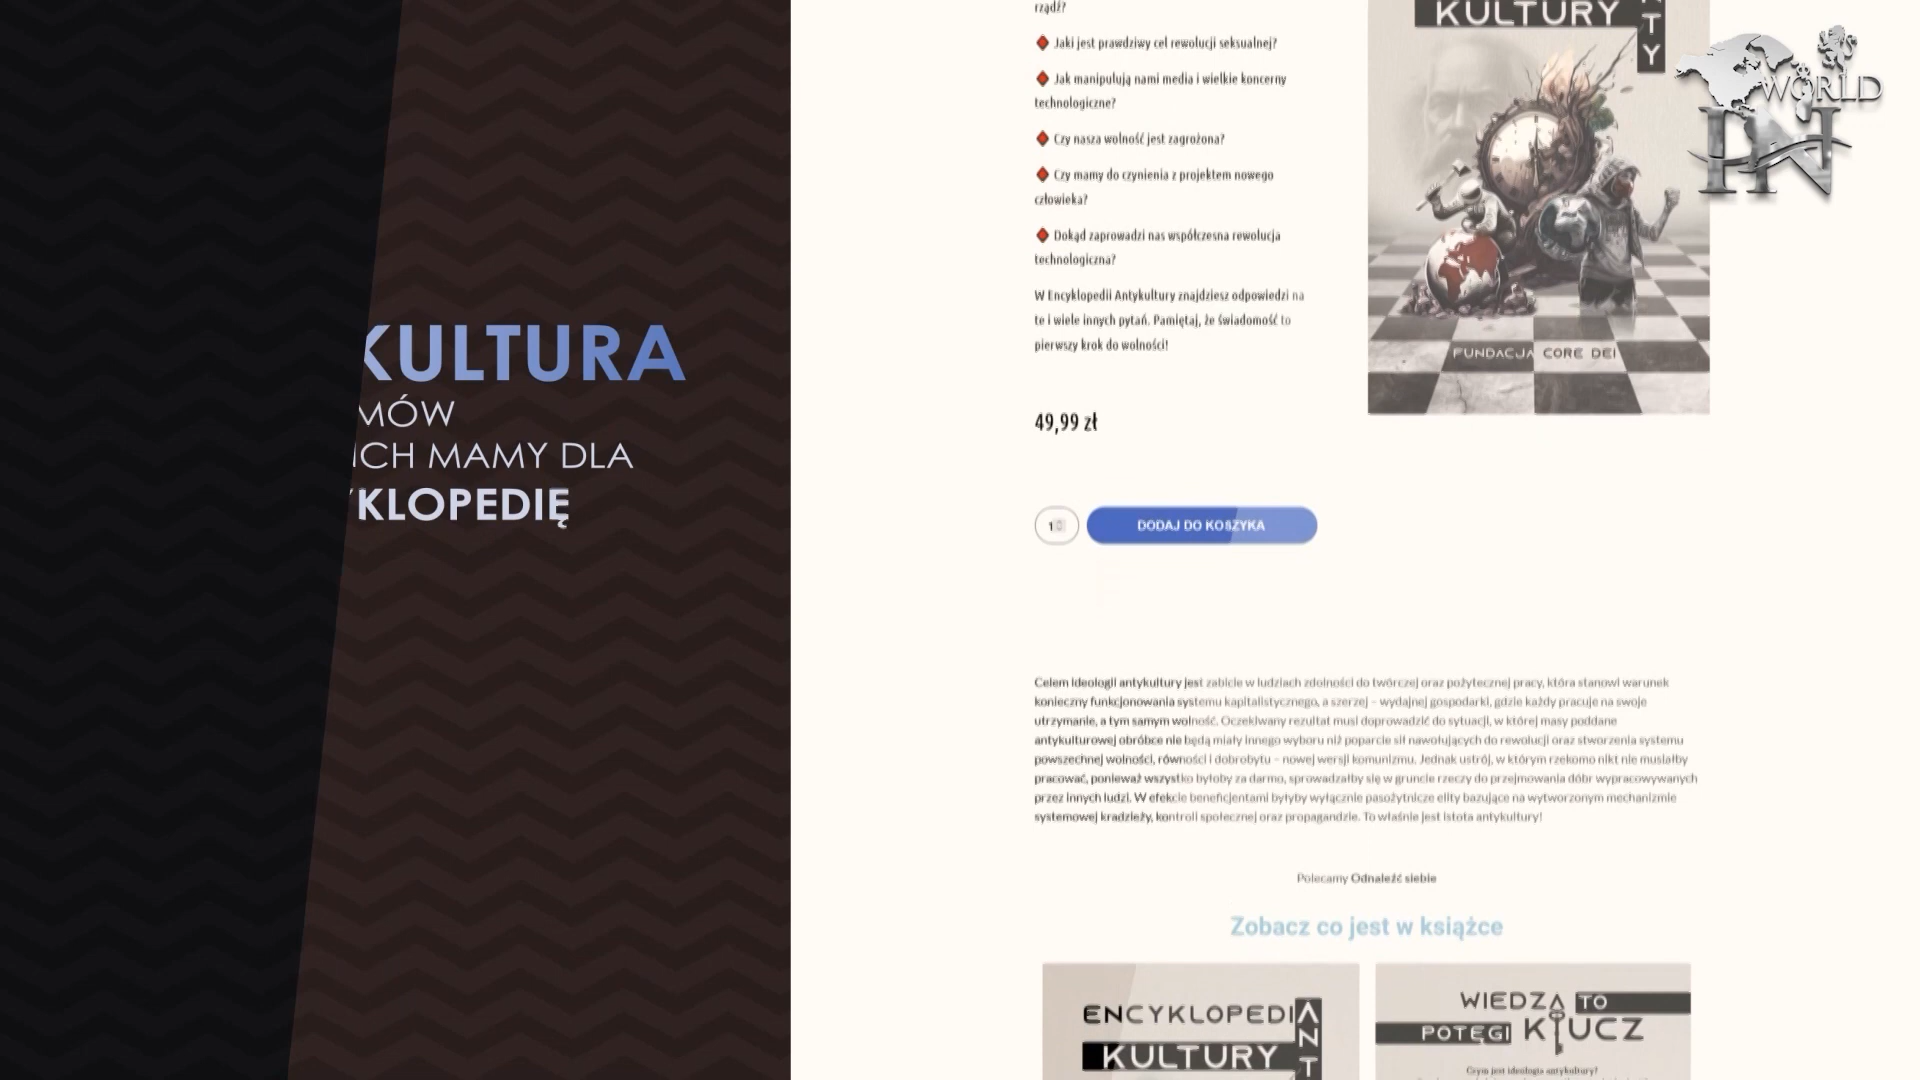 KULTURA
MÓW
ICH MAMY DLA
YKLOPEDIĘ
rządź?
Jaki jest prawdziwy cel rewolucji seksualnej?
Jak manipulują nami media i wielkie koncerny
technologiczne?
Czy nasza wolność jest zagrożona?
Czy mamy do czynienia z projektem nowego
człowieka?
Dokąd zaprowadzi nas współczesna rewolucja
technologiczna?
W Encyklopedii Antykultury znajdziesz odpowiedzi na
te i wiele innych pytań. Pamiętaj, że świadomość to
pierwszy krok do wolności!
49,99 zł
1
DODAJ DO KOSZYKA
KULTURY
TY
FUNDACJA CORE DEI
WORLD
IN
Celem ideologii antykultury jest zabicie w ludziach zdolności do twórczej oraz pożytecznej pracy, która stanowi warunek
konieczny funkcjonowania systemu kapitalistycznego, a szerzej – wydajnej gospodarki, gdzie każdy pracuje na swoje
utrzymanie, a tym samym wolność. Oczekiwany rezultat musi doprowadzić do sytuacji, w której masy poddane
antykulturowej obróbce nie będą miały innego wyboru niż poparcie sił nawołujących do rewolucji oraz stworzenia systemu
powszechnej wolności, równości i dobrobytu – nowej wersji komunizmu. Jednak ustrój, w którym rzekomo nikt nie musiałby
pracować, ponieważ wszystko byłoby za darmo, sprowadzałby się w gruncie rzeczy do przejmowania dóbr wypracowywanych
przez innych ludzi. W efekcie beneficjentami byłyby wyłącznie pasożytnicze elity bazujące na wytworzonym mechanizmie
systemowej kradzieży, kontroli społecznej oraz propagandzie. To właśnie jest istota antykultury!
Polecamy Odnaleźć siebie
Zobacz co jest w książce
ENCYKLOPEDIA
KULTURY
NT
WIEDZA TO
POTĘGI KLUCZ
Czym jest ideologia antykultury?